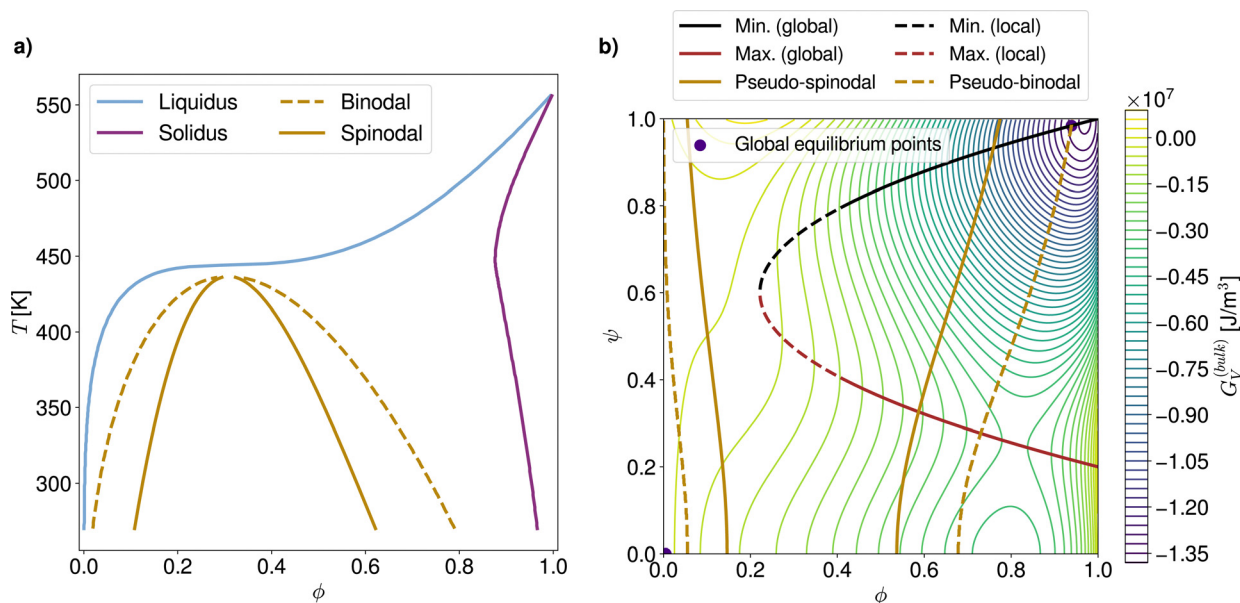 a)
Liquidus
Binodal
Solidus
Spinodal
550
500
450
400
350
300
T [K]
0.0
0.2
0.4
0.6
0.8
1.0
ϕ
b)
Min. (global)
Min. (local)
Max. (global)
Max. (local)
Pseudo-spinodal
Pseudo-binodal
Global equilibrium points
1.0
0.8
0.6
0.4
0.2
0.0
ψ
0.0
0.2
0.4
0.6
0.8
1.0
ϕ
×10⁷
0.00
−0.15
−0.30
−0.45
−0.60
−0.75
−0.90
−1.05
−1.20
−1.35
G_V^(bulk) [J/m³]